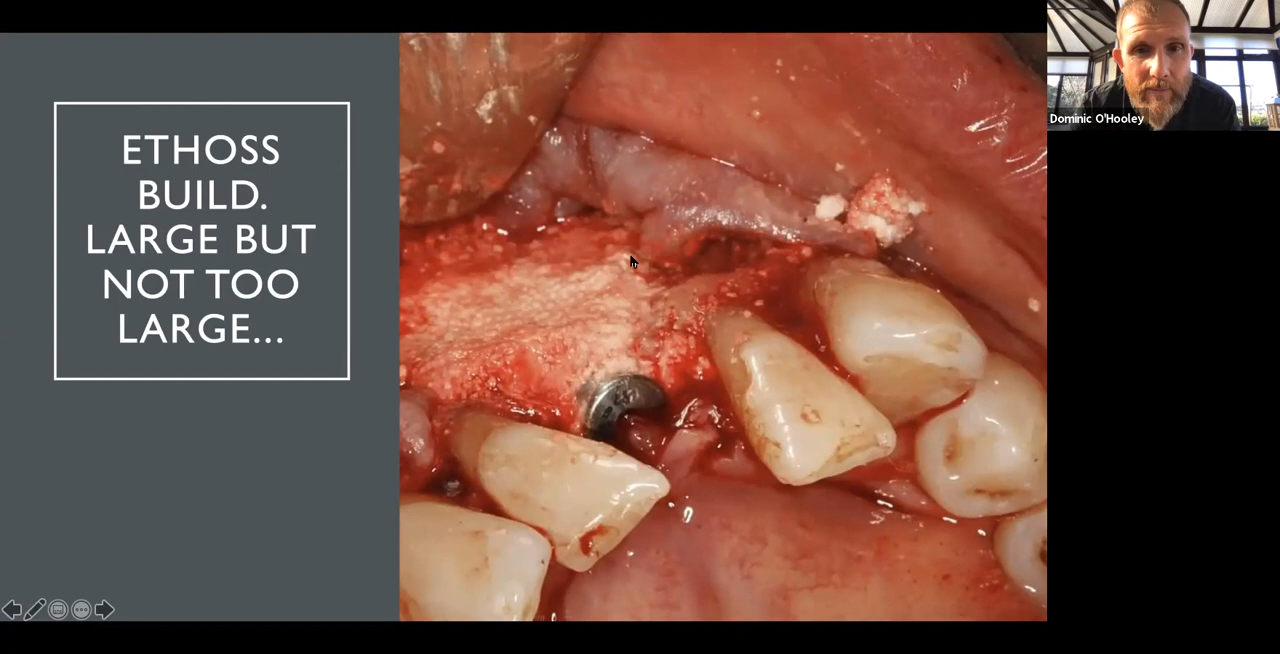 ETHOSS
BUILD.
LARGE BUT
NOT TOO
LARGE...
Dominic O'Hooley